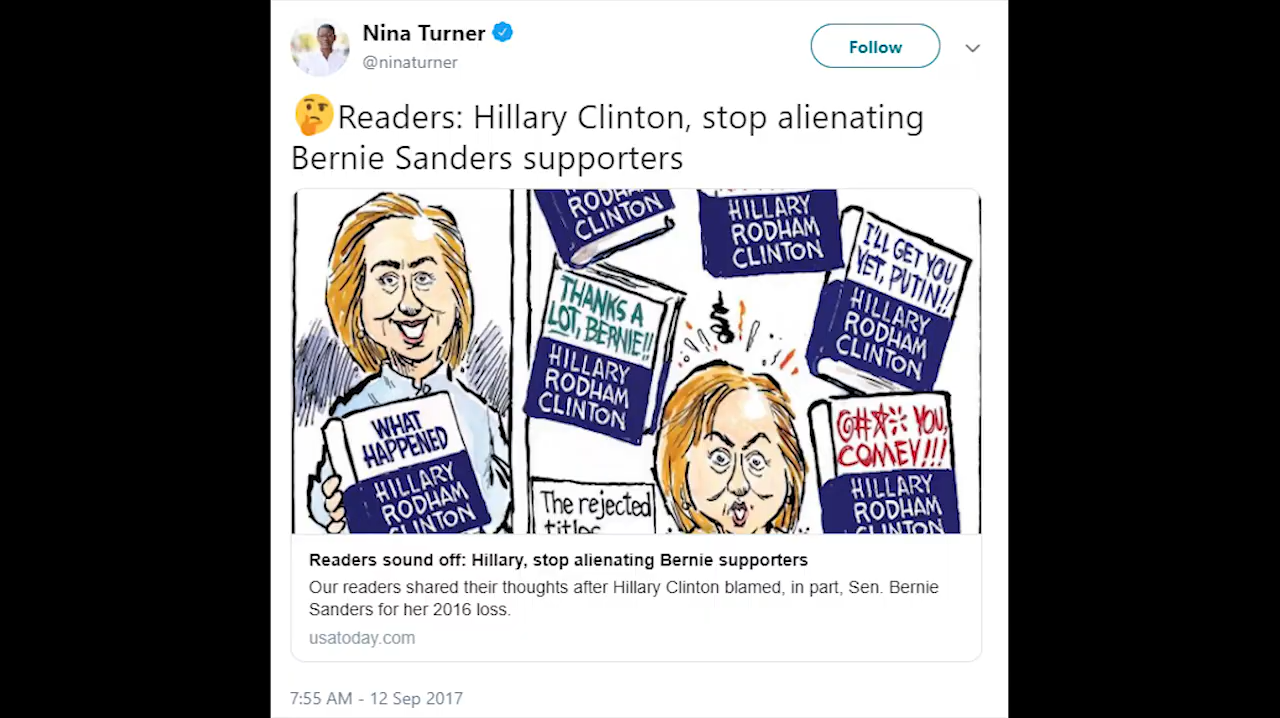 Nina Turner
@ninaturner
Follow
Readers: Hillary Clinton, stop alienating
Bernie Sanders supporters
WHAT
HAPPENED
HILLARY
RODHAM
CLINTON
RODHAM
CLINTON
HILLARY
RODHAM
CLINTON
I'LL GET YOU
YET, PUTIN!!
HILLARY
RODHAM
CLINTON
THANKS A
LOT, BERNIE!!
HILLARY
RODHAM
CLINTON
@#*※ YOU,
COMEY!!!
HILLARY
RODHAM
CLINTON
The rejected
titles
Readers sound off: Hillary, stop alienating Bernie supporters
Our readers shared their thoughts after Hillary Clinton blamed, in part, Sen. Bernie
Sanders for her 2016 loss.
usatoday.com
7:55 AM - 12 Sep 2017